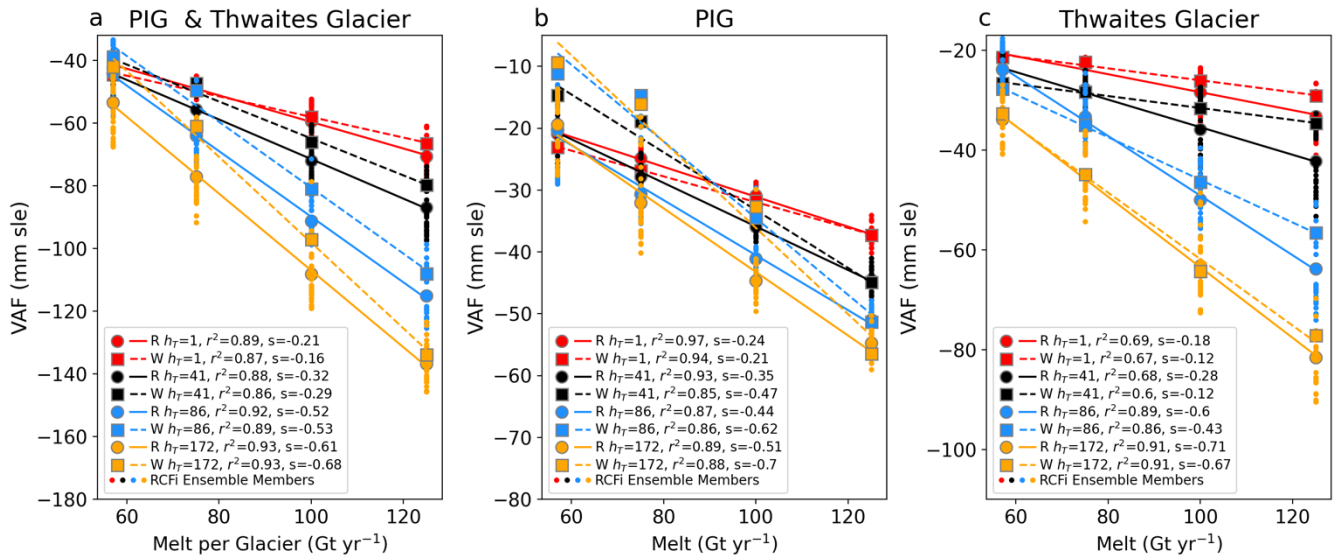 a PIG & Thwaites Glacier
VAF (mm sle)
−40
−60
−80
−100
−120
−140
−160
−180
R h_T=1, r²=0.89, s=-0.21
W h_T=1, r²=0.87, s=-0.16
R h_T=41, r²=0.88, s=-0.32
W h_T=41, r²=0.86, s=-0.29
R h_T=86, r²=0.92, s=-0.52
W h_T=86, r²=0.89, s=-0.53
R h_T=172, r²=0.93, s=-0.61
W h_T=172, r²=0.93, s=-0.68
RCFi Ensemble Members
60 80 100 120
Melt per Glacier (Gt yr⁻¹)
b PIG
VAF (mm sle)
−10
−20
−30
−40
−50
−60
−70
−80
R h_T=1, r²=0.97, s=-0.24
W h_T=1, r²=0.94, s=-0.21
R h_T=41, r²=0.93, s=-0.35
W h_T=41, r²=0.85, s=-0.47
R h_T=86, r²=0.87, s=-0.44
W h_T=86, r²=0.86, s=-0.62
R h_T=172, r²=0.89, s=-0.51
W h_T=172, r²=0.88, s=-0.7
RCFi Ensemble Members
60 80 100 120
Melt (Gt yr⁻¹)
c Thwaites Glacier
VAF (mm sle)
−20
−40
−60
−80
−100
R h_T=1, r²=0.69, s=-0.18
W h_T=1, r²=0.67, s=-0.12
R h_T=41, r²=0.68, s=-0.28
W h_T=41, r²=0.6, s=-0.12
R h_T=86, r²=0.89, s=-0.6
W h_T=86, r²=0.86, s=-0.43
R h_T=172, r²=0.91, s=-0.71
W h_T=172, r²=0.91, s=-0.67
RCFi Ensemble Members
60 80 100 120
Melt (Gt yr⁻¹)